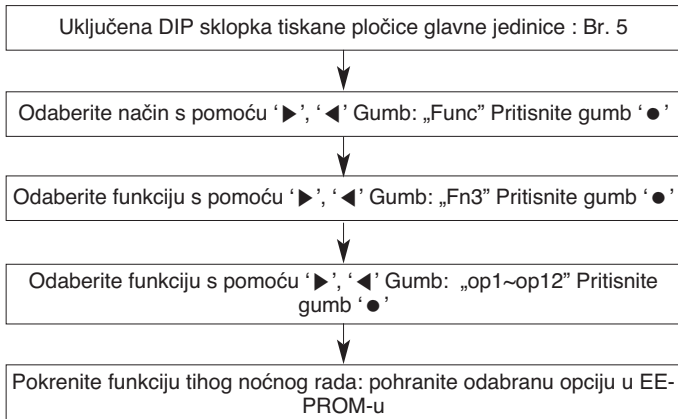 Uključena DIP sklopka tiskane pločice glavne jedinice : Br. 5
Odaberite način s pomoću ‘▶’, ‘◀’ Gumb: „Func” Pritisnite gumb ‘●’
Odaberite funkciju s pomoću ‘▶’, ‘◀’ Gumb: „Fn3” Pritisnite gumb ‘●’
Odaberite funkciju s pomoću ‘▶’, ‘◀’ Gumb: „op1~op12” Pritisnite
gumb ‘●’
Pokrenite funkciju tihog noćnog rada: pohranite odabranu opciju u EE-
PROM-u